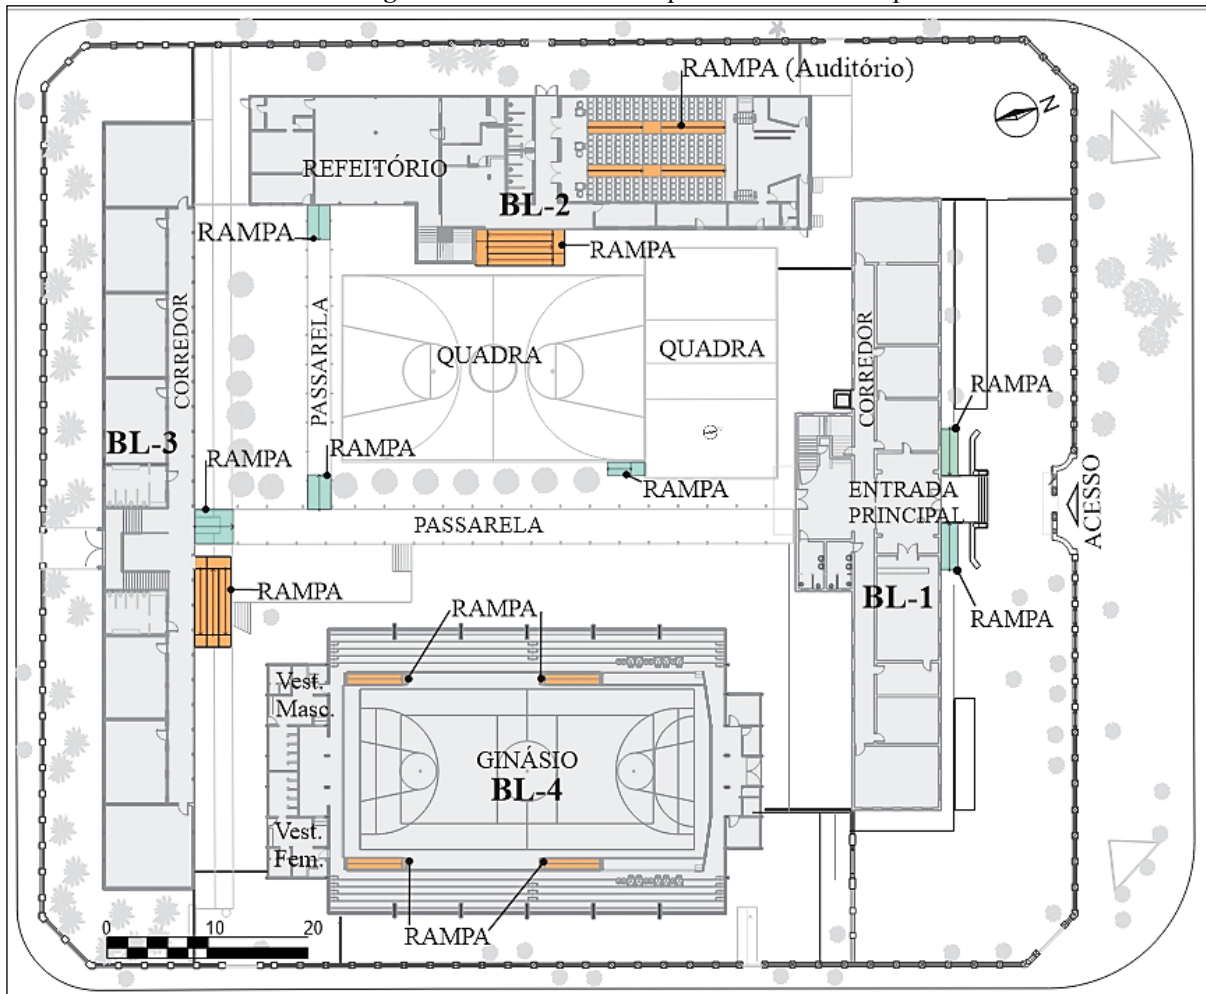 RAMPA (Auditório)
N
REFEITÓRIO
BL-2
RAMPA
RAMPA
CORREDOR
PASSARELA
QUADRA
QUADRA
CORREDOR
RAMPA
BL-3
RAMPA
RAMPA
RAMPA
ENTRADA
PRINCIPAL
ACESSO
PASSARELA
RAMPA
BL-1
RAMPA
RAMPA
Vest.
Masc.
GINÁSIO
BL-4
Vest.
Fem.
RAMPA
0 10 20